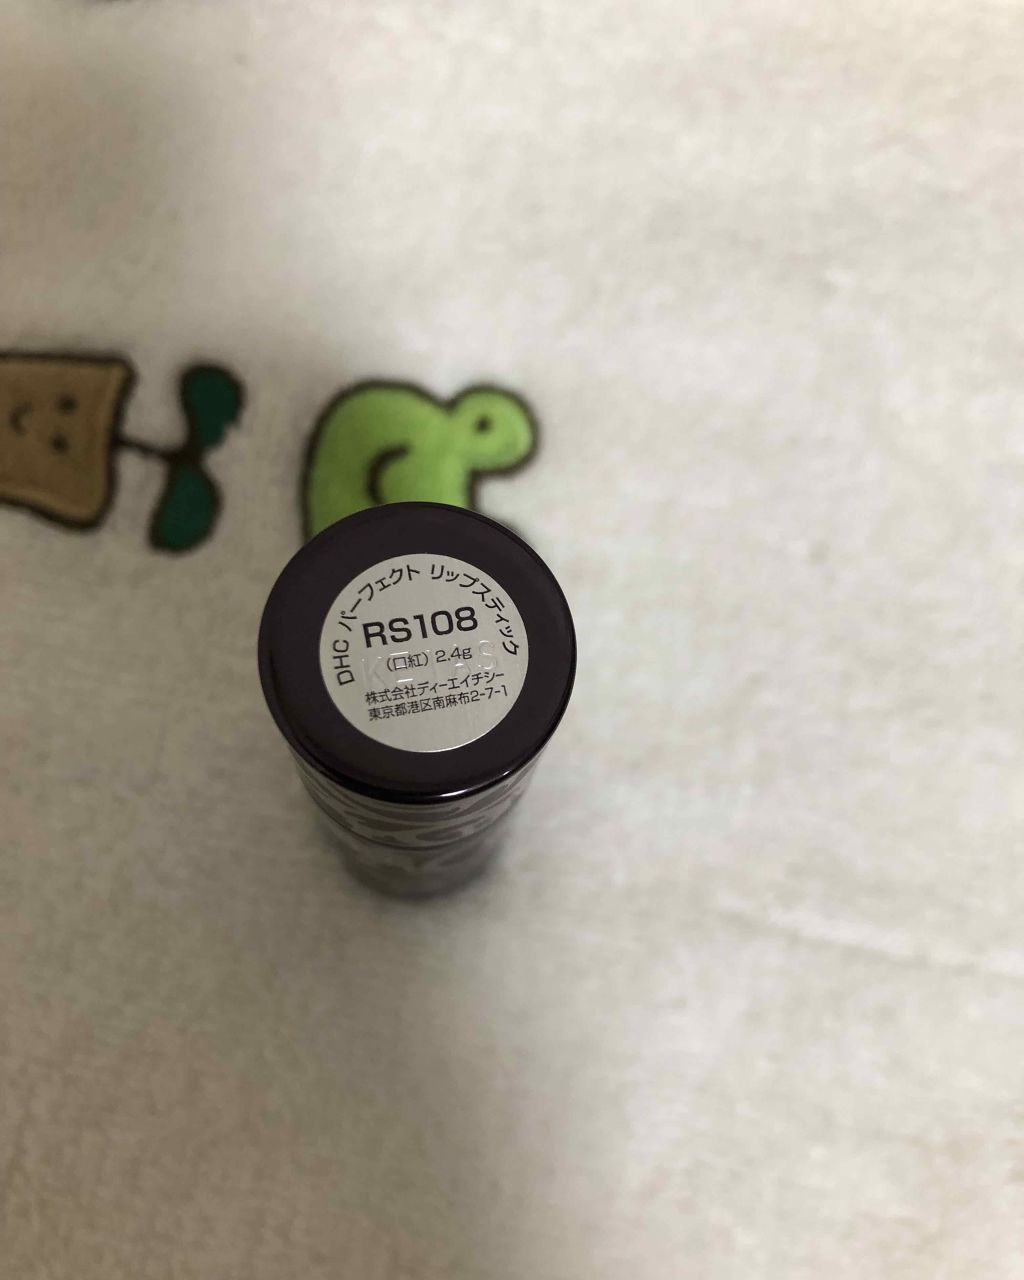 DHC パーフェクト リップスティック
RS108
(口紅) 2.4g
株式会社ディーエイチシー
東京都港区南麻布2-7-1